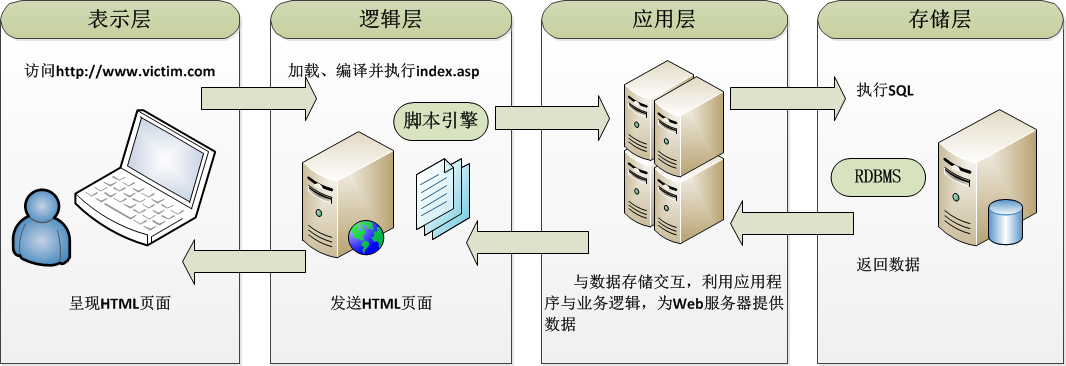 表示层
逻辑层
应用层
存储层
访问http://www.victim.com
加载、编译并执行index.asp
执行SQL
脚本引擎
RDBMS
返回数据
呈现HTML页面
发送HTML页面
与数据存储交互，利用应用程
序与业务逻辑，为Web服务器提供
数据